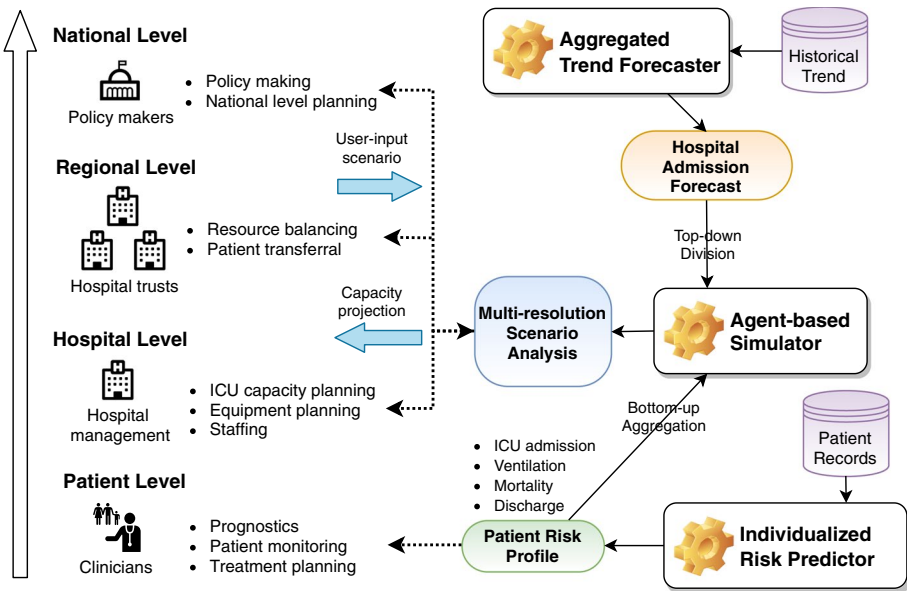 National Level
Policy makers
• Policy making
• National level planning
User-input
scenario
Regional Level
Hospital trusts
• Resource balancing
• Patient transferral
Capacity
projection
Hospital Level
Hospital
management
• ICU capacity planning
• Equipment planning
• Staffing
Patient Level
Clinicians
• Prognostics
• Patient monitoring
• Treatment planning
Aggregated
Trend Forecaster
Historical
Trend
Hospital
Admission
Forecast
Top-down
Division
Multi-resolution
Scenario
Analysis
Agent-based
Simulator
Bottom-up
Aggregation
• ICU admission
• Ventilation
• Mortality
• Discharge
Patient Risk
Profile
Patient
Records
Individualized
Risk Predictor
H
H
H
H